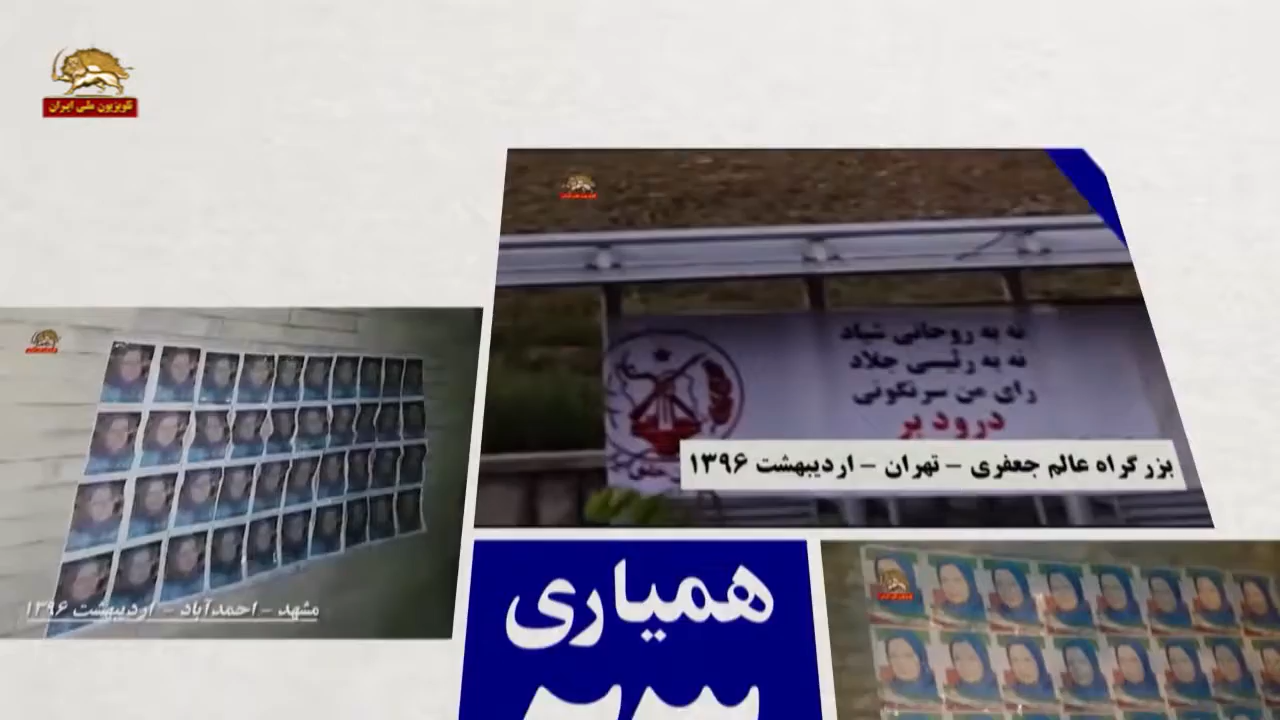 تلویزیون ملی ایران
نه به روحانی شیاد
نه به رئیسی جلاد
رای من سرنگونی
درود بر
بزرگراه عالم جعفری - تهران - اردیبهشت ۱۳۹۶
مشهد - احمدآباد - اردیبهشت ۱۳۹۶
همیاری